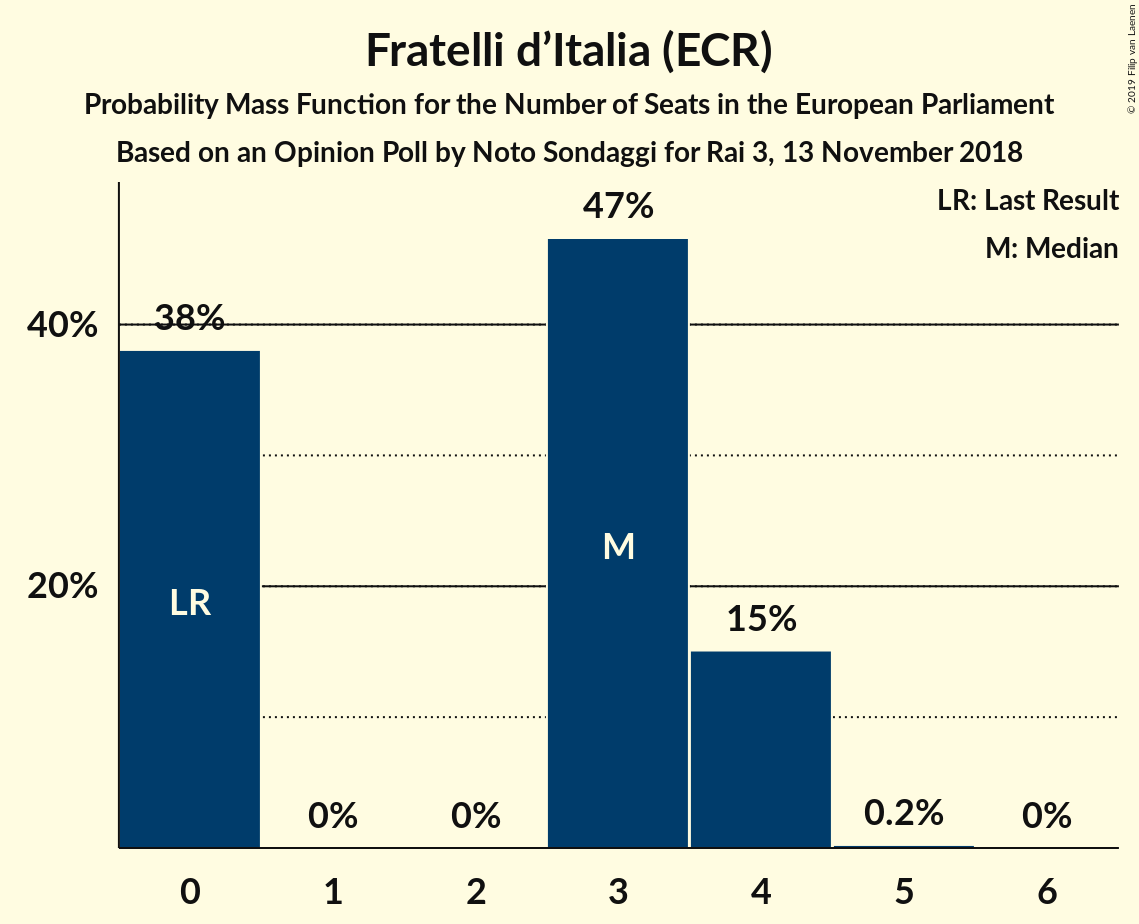 Fratelli d’Italia (ECR)
Probability Mass Function for the Number of Seats in the European Parliament
Based on an Opinion Poll by Noto Sondaggi for Rai 3, 13 November 2018
© 2019 Filip van Laenen
LR: Last Result
M: Median
47%
38%
40%
M
20%
LR
15%
0%
0%
0.2%
0%
0
1
2
3
4
5
6